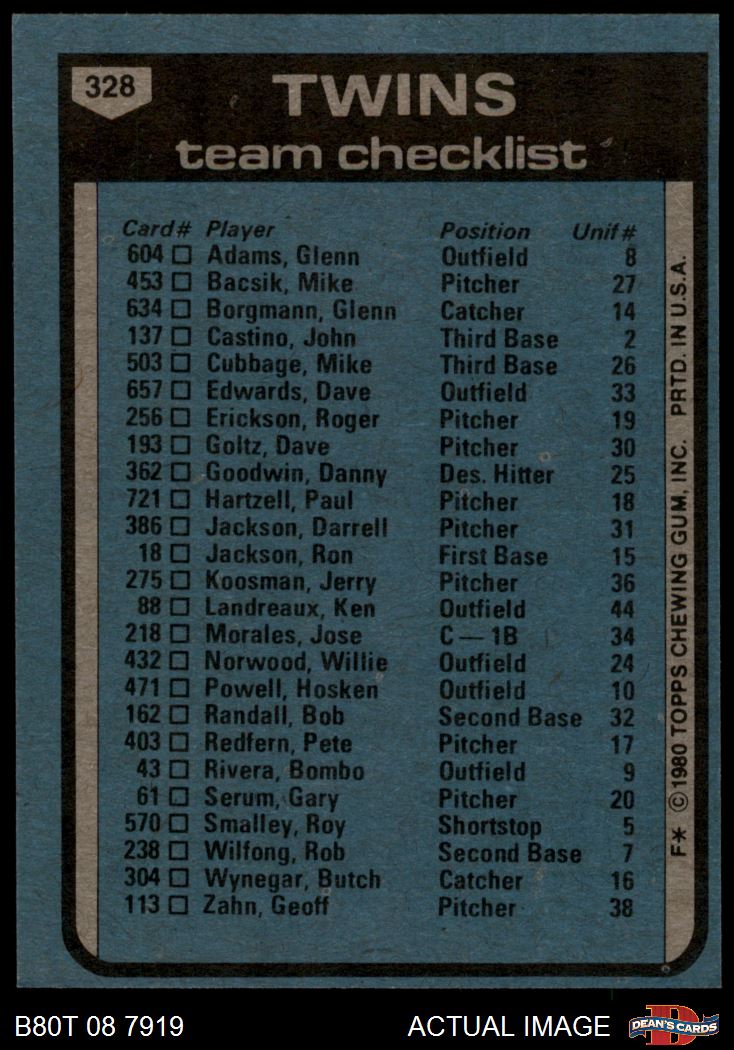 328
TWINS
team checklist
Card# Player Position Unif#
604 □ Adams, Glenn Outfield 8
453 □ Bacsik, Mike Pitcher 27
634 □ Borgmann, Glenn Catcher 14
137 □ Castino, John Third Base 2
503 □ Cubbage, Mike Third Base 26
657 □ Edwards, Dave Outfield 33
256 □ Erickson, Roger Pitcher 19
193 □ Goltz, Dave Pitcher 30
362 □ Goodwin, Danny Des. Hitter 25
721 □ Hartzell, Paul Pitcher 18
386 □ Jackson, Darrell Pitcher 31
18 □ Jackson, Ron First Base 15
275 □ Koosman, Jerry Pitcher 36
88 □ Landreaux, Ken Outfield 44
218 □ Morales, Jose C — 1B 34
432 □ Norwood, Willie Outfield 24
471 □ Powell, Hosken Outfield 10
162 □ Randall, Bob Second Base 32
403 □ Redfern, Pete Pitcher 17
43 □ Rivera, Bombo Outfield 9
61 □ Serum, Gary Pitcher 20
570 □ Smalley, Roy Shortstop 5
238 □ Wilfong, Rob Second Base 7
304 □ Wynegar, Butch Catcher 16
113 □ Zahn, Geoff Pitcher 38
F* © 1980 TOPPS CHEWING GUM, INC. PRTD. IN U.S.A.
B80T 08 7919 ACTUAL IMAGE
DEAN'S CARDS